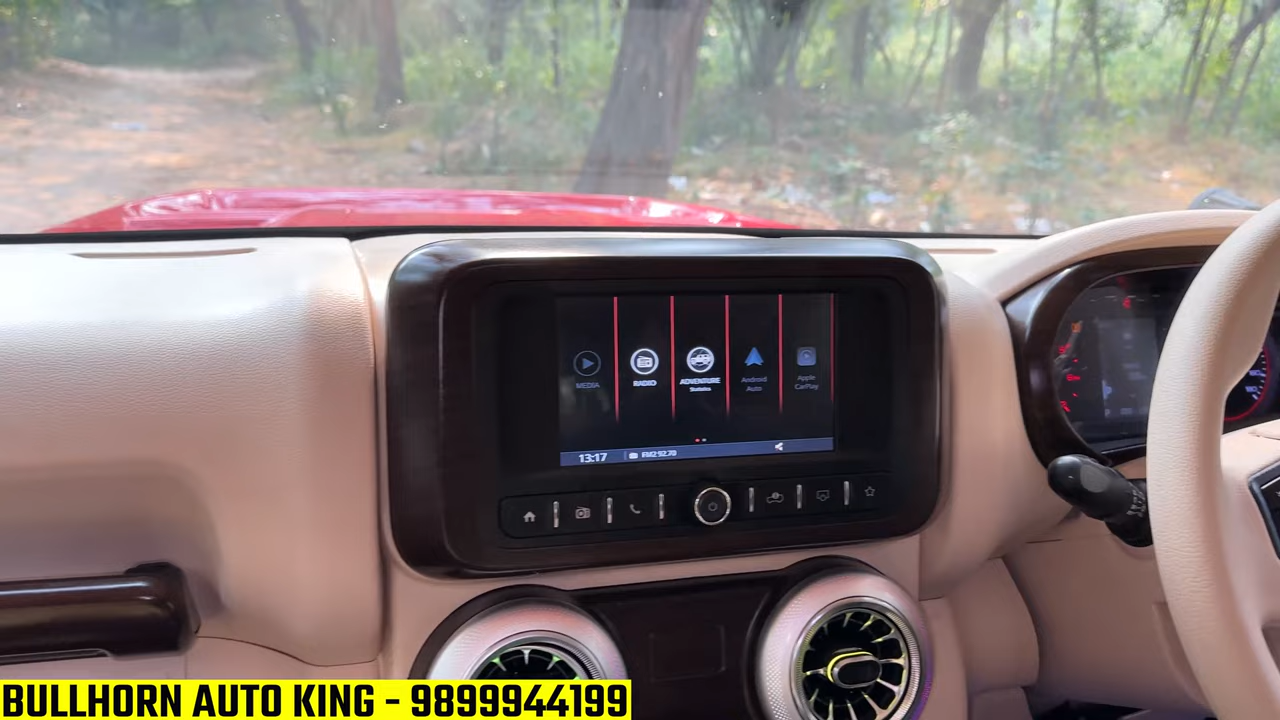 MEDIA
RADIO
ADVENTURE
Statistics
Android
Auto
Apple
CarPlay
13:17
FM2 92.70
BULLHORN AUTO KING - 9899944199